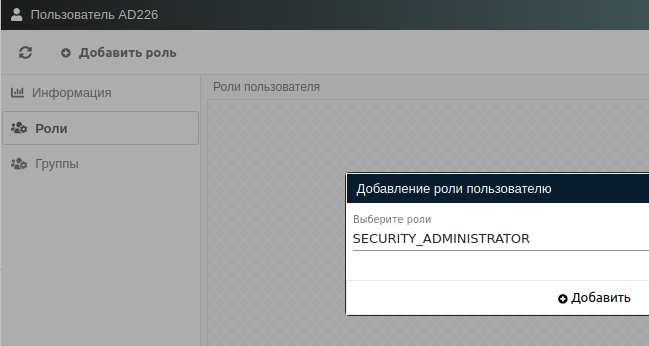 Пользователь AD226
Добавить роль
Информация
Роли пользователя
Роли
Группы
Добавление роли пользователю
Выберите роли
SECURITY_ADMINISTRATOR
Добавить